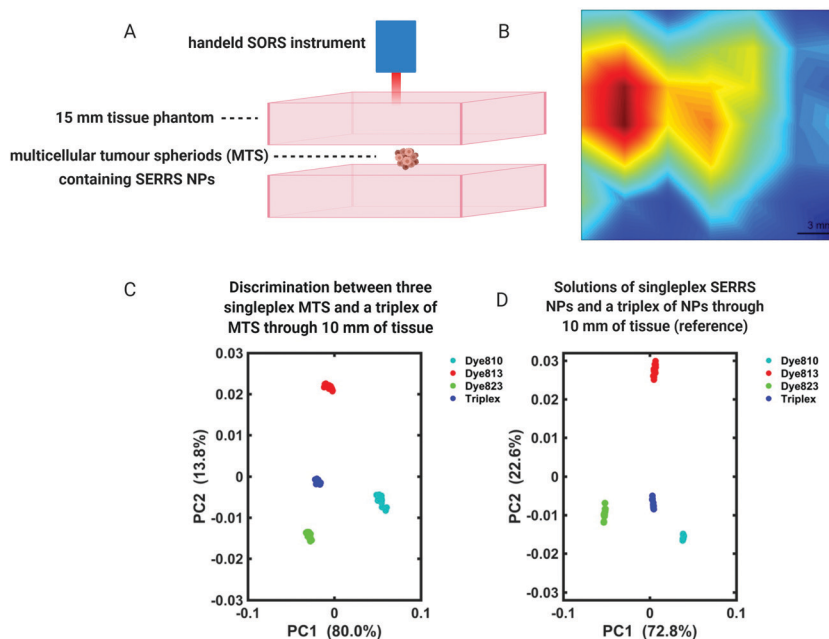 A
handeld SORS instrument
15 mm tissue phantom
multicellular tumour spheriods (MTS)
containing SERRS NPs
B
3 mm
C
Discrimination between three
singleplex MTS and a triplex of
MTS through 10 mm of tissue
Dye810
Dye813
Dye823
Triplex
0.03
0.02
0.01
0
-0.01
-0.02
-0.03
-0.1
0
0.1
PC2 (13.8%)
PC1 (80.0%)
D
Solutions of singleplex SERRS
NPs and a triplex of NPs through
10 mm of tissue (reference)
Dye810
Dye813
Dye823
Triplex
0.03
0.02
0.01
0
-0.01
-0.02
-0.03
-0.1
0
0.1
PC2 (22.6%)
PC1 (72.8%)